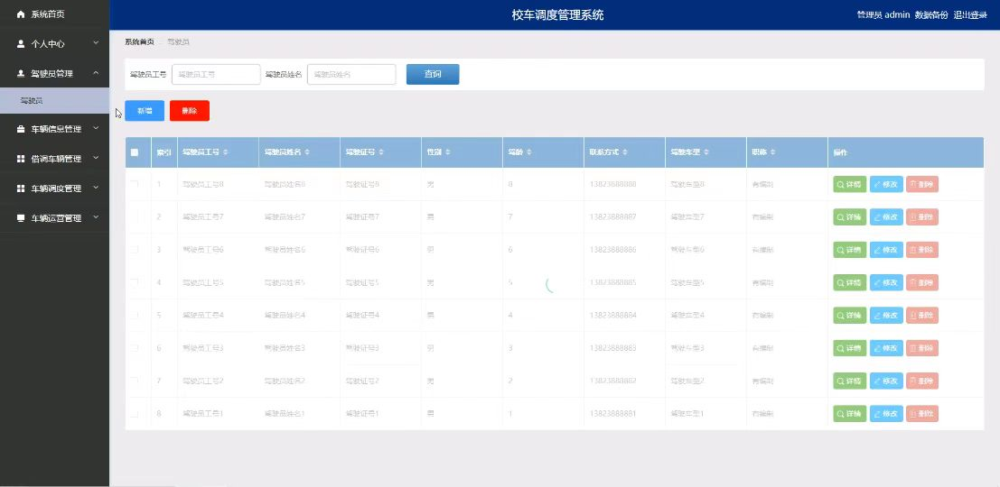 系统首页
个人中心
驾驶员管理
驾驶员
车辆信息管理
借调车辆管理
车辆调度管理
车辆运营管理
校车调度管理系统
管理员 admin 数据备份 退出登录
系统首页 驾驶员
驾驶员工号 驾驶员工号 驾驶员姓名 驾驶员姓名 查询
新增 删除
索引 驾驶员工号 驾驶员姓名 驾驶证号 性别 驾龄 联系方式 驾驶车型 职称 操作
1 驾驶员工号8 驾驶员姓名8 驾驶证号8 男 8 13823888888 驾驶车型8 有编制 详情 修改 删除
2 驾驶员工号7 驾驶员姓名7 驾驶证号7 男 7 13823888887 驾驶车型7 有编制 详情 修改 删除
3 驾驶员工号6 驾驶员姓名6 驾驶证号6 男 6 13823888886 驾驶车型6 有编制 详情 修改 删除
4 驾驶员工号5 驾驶员姓名5 驾驶证号5 男 5 13823888885 驾驶车型5 有编制 详情 修改 删除
5 驾驶员工号4 驾驶员姓名4 驾驶证号4 男 4 13823888884 驾驶车型4 有编制 详情 修改 删除
6 驾驶员工号3 驾驶员姓名3 驾驶证号3 男 3 13823888883 驾驶车型3 有编制 详情 修改 删除
7 驾驶员工号2 驾驶员姓名2 驾驶证号2 男 2 13823888882 驾驶车型2 有编制 详情 修改 删除
8 驾驶员工号1 驾驶员姓名1 驾驶证号1 男 1 13823888881 驾驶车型1 有编制 详情 修改 删除